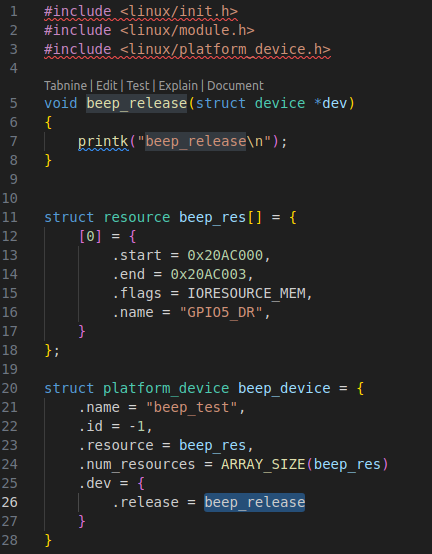 1 #include <linux/init.h>
2 #include <linux/module.h>
3 #include <linux/platform_device.h>
4
Tabnine | Edit | Test | Explain | Document
5 void beep_release(struct device *dev)
6 {
7     printk("beep_release\n");
8 }
9
10
11 struct resource beep_res[] = {
12     [0] = {
13         .start = 0x20AC000,
14         .end = 0x20AC003,
15         .flags = IORESOURCE_MEM,
16         .name = "GPIO5_DR",
17     }
18 };
19
20 struct platform_device beep_device = {
21     .name = "beep_test",
22     .id = -1,
23     .resource = beep_res,
24     .num_resources = ARRAY_SIZE(beep_res)
25     .dev = {
26         .release = beep_release
27     }
28 }